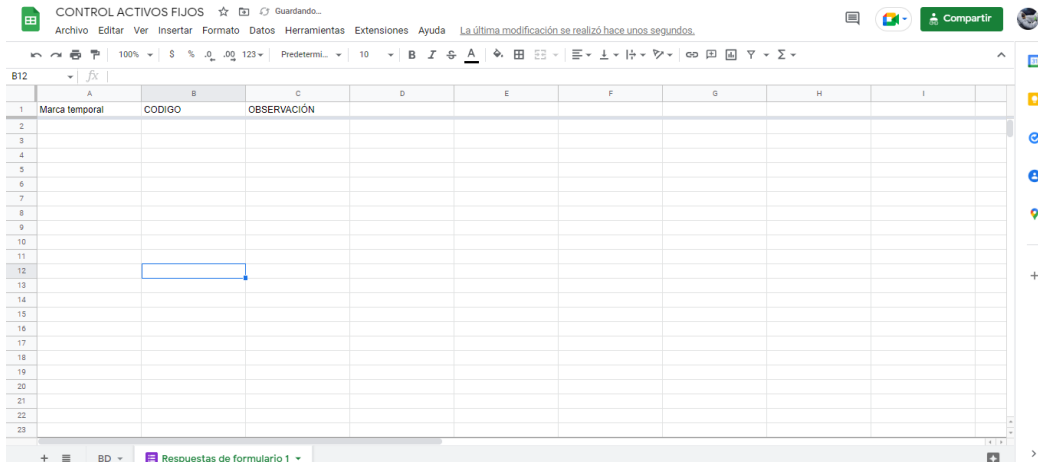 CONTROL ACTIVOS FIJOS Guardando...
Compartir
Archivo Editar Ver Insertar Formato Datos Herramientas Extensiones Ayuda La última modificación se realizó hace unos segundos.
100% $ % .0 .00 123 Predetermi... 10 B I S A
31
B12 fx
A B C D E F G H I
1 Marca temporal CODIGO OBSERVACIÓN
2
3
4
5
6
7
8
9
10
11
12
13
14
15
16
17
18
19
20
21
22
23
BD Respuestas de formulario 1